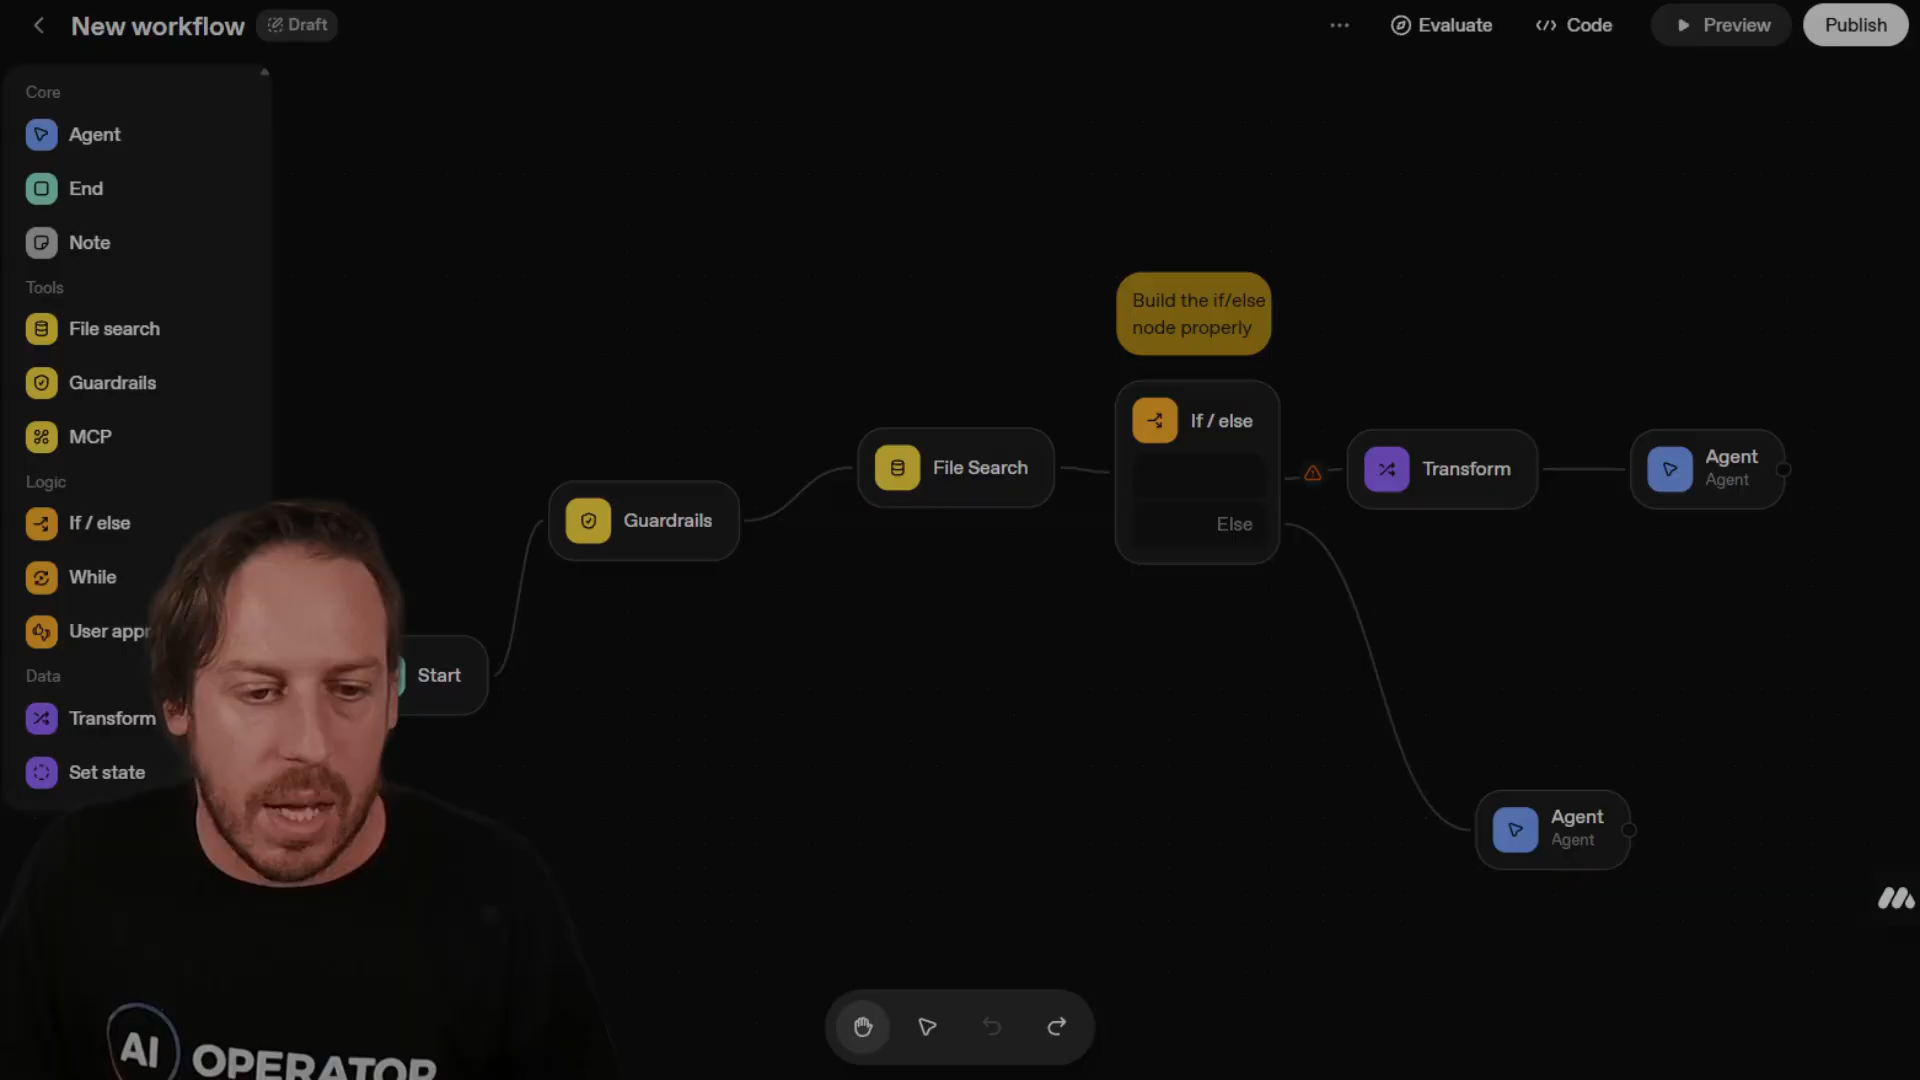 New workflow
Draft
Evaluate
Code
Preview
Publish
Core
Agent
End
Note
Tools
File search
Guardrails
MCP
Logic
If / else
While
User appr
Data
Transform
Set state
Start
Guardrails
File Search
Build the if/else
node properly
If / else
Else
Transform
Agent
Agent
Agent
Agent
AI OPERATOR